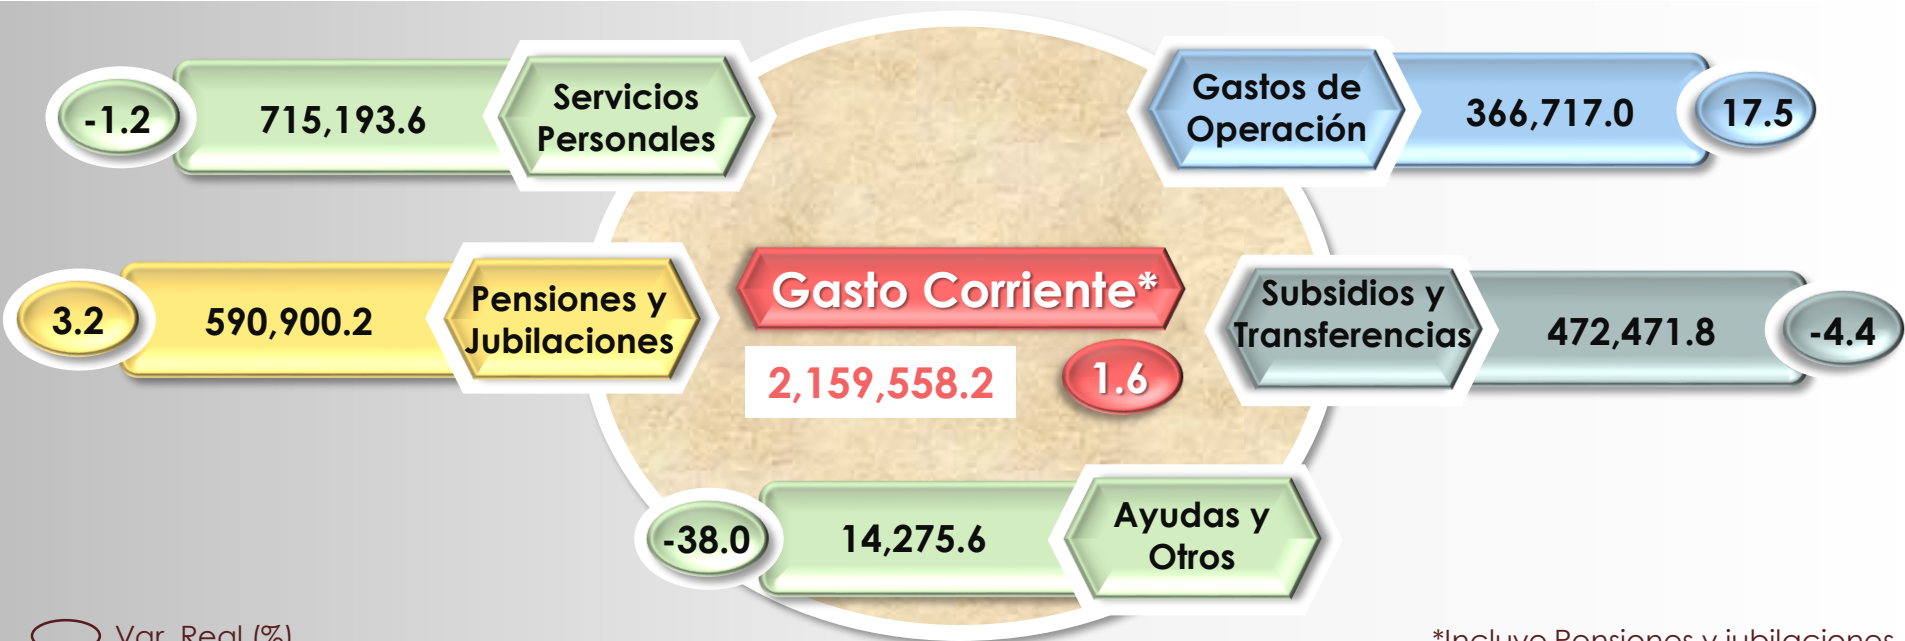 Servicios
Personales
715,193.6
-1.2
Gastos de
Operación
366,717.0
17.5
Pensiones y
Jubilaciones
590,900.2
3.2
Gasto Corriente*
2,159,558.2
1.6
Subsidios y
Transferencias
472,471.8
-4.4
Ayudas y
Otros
14,275.6
-38.0
Var. Real (%)
*Incluye Pensiones y jubilaciones